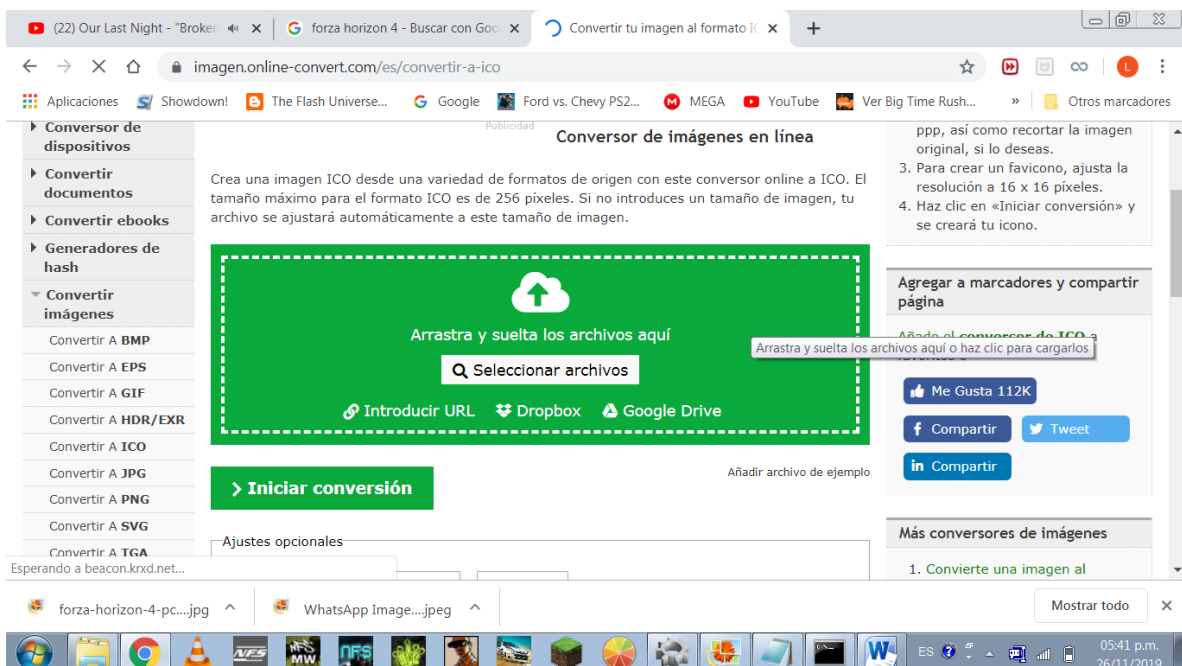 (22) Our Last Night - "Broken
forza horizon 4 - Buscar con Goo
Convertir tu imagen al formato IC
imagen.online-convert.com/es/convertir-a-ico
Aplicaciones
Showdown!
The Flash Universe...
Google
Ford vs. Chevy PS2...
MEGA
YouTube
Ver Big Time Rush...
»
Otros marcadores
Conversor de
dispositivos
Convertir
documentos
Convertir ebooks
Generadores de
hash
Convertir
imágenes
Convertir A BMP
Convertir A EPS
Convertir A GIF
Convertir A HDR/EXR
Convertir A ICO
Convertir A JPG
Convertir A PNG
Convertir A SVG
Convertir A TGA
Publicidad
Conversor de imágenes en línea
Crea una imagen ICO desde una variedad de formatos de origen con este conversor online a ICO. El
tamaño máximo para el formato ICO es de 256 píxeles. Si no introduces un tamaño de imagen, tu
archivo se ajustará automáticamente a este tamaño de imagen.
Arrastra y suelta los archivos aquí
Seleccionar archivos
Introducir URL
Dropbox
Google Drive
Arrastra y suelta los archivos aquí o haz clic para cargarlos
Iniciar conversión
Añadir archivo de ejemplo
Ajustes opcionales
ppp, así como recortar la imagen
original, si lo deseas.
3. Para crear un favicono, ajusta la
resolución a 16 x 16 píxeles.
4. Haz clic en «Iniciar conversión» y
se creará tu icono.
Agregar a marcadores y compartir
página
Añade el conversor de ICO a
Me Gusta 112K
Compartir
Tweet
in Compartir
Más conversores de imágenes
1. Convierte una imagen al
Esperando a beacon.krxd.net...
forza-horizon-4-pc....jpg
WhatsApp Image....jpeg
Mostrar todo
NFS
NFS
MW
NFS
W
ES
05:41 p.m.
26/11/2019